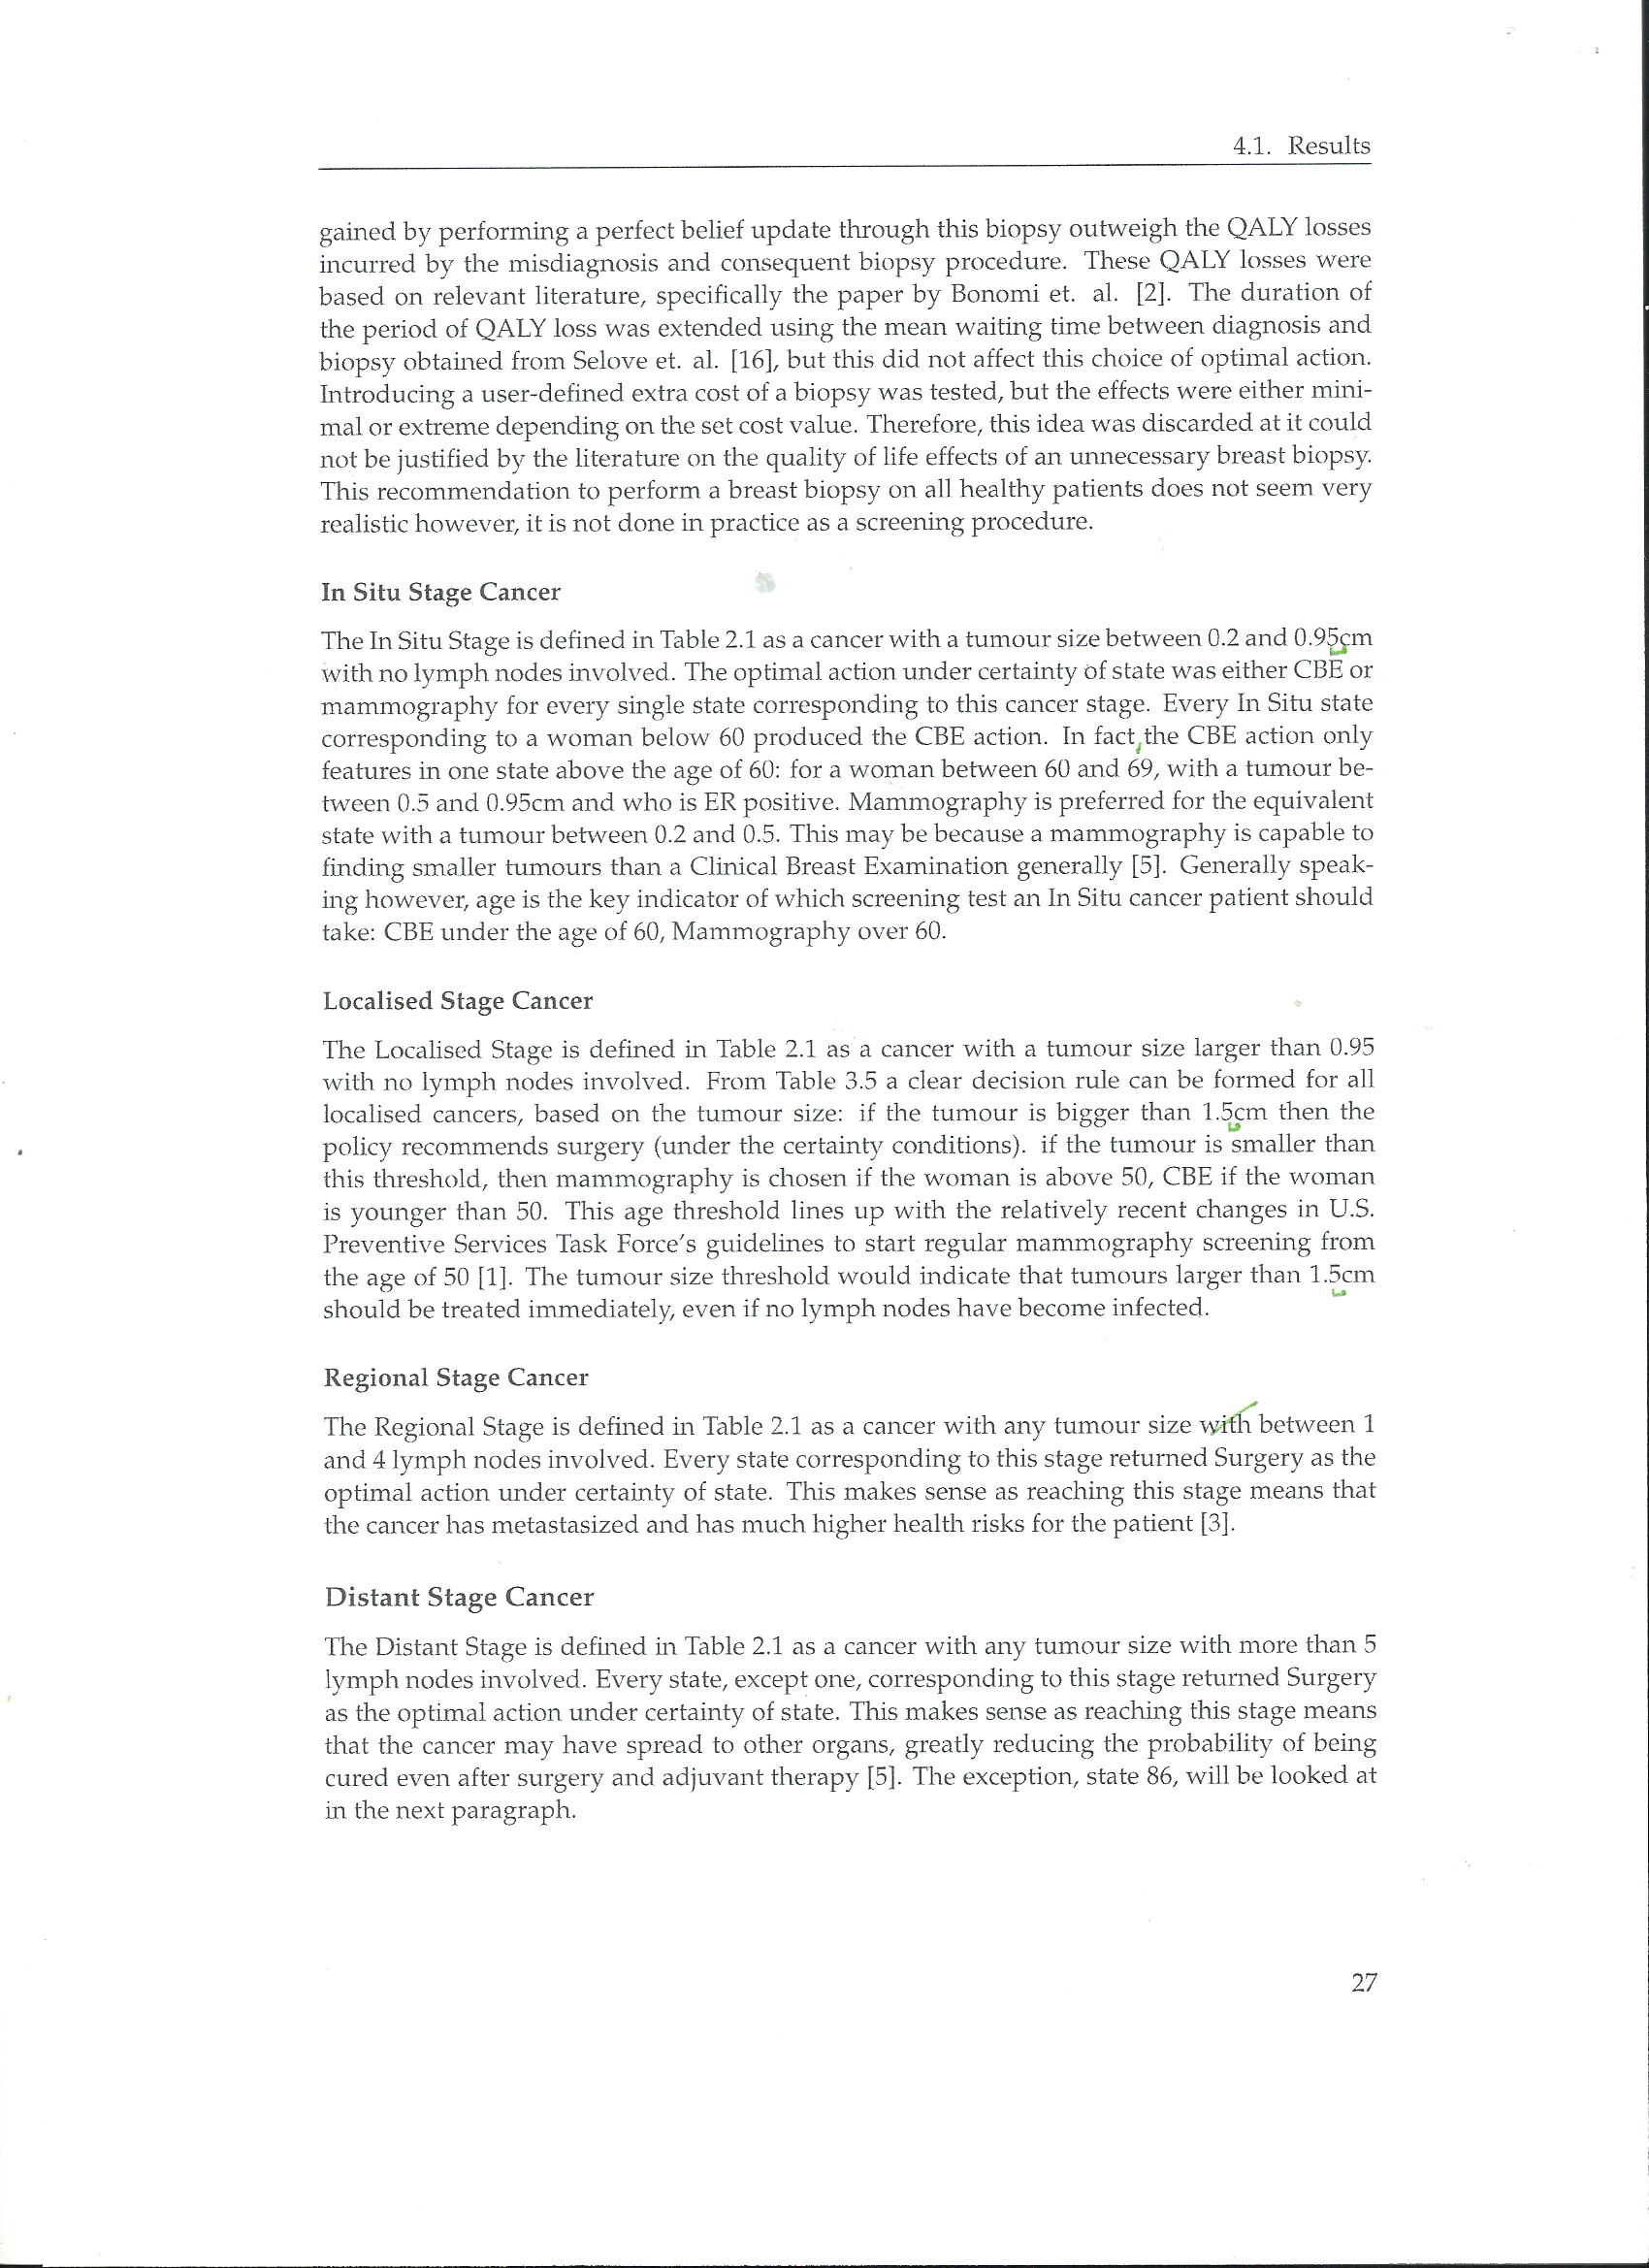 4.1. Results
gained by performing a perfect belief update through this biopsy outweigh the QALY losses
incurred by the misdiagnosis and consequent biopsy procedure. These QALY losses were
based on relevant literature, specifically the paper by Bonomi et. al. [2]. The duration of
the period of QALY loss was extended using the mean waiting time between diagnosis and
biopsy obtained from Selove et. al. [16], but this did not affect this choice of optimal action.
Introducing a user-defined extra cost of a biopsy was tested, but the effects were either mini-
mal or extreme depending on the set cost value. Therefore, this idea was discarded at it could
not be justified by the literature on the quality of life effects of an unnecessary breast biopsy.
This recommendation to perform a breast biopsy on all healthy patients does not seem very
realistic however, it is not done in practice as a screening procedure.
In Situ Stage Cancer
The In Situ Stage is defined in Table 2.1 as a cancer with a tumour size between 0.2 and 0.95cm
with no lymph nodes involved. The optimal action under certainty of state was either CBE or
mammography for every single state corresponding to this cancer stage. Every In Situ state
corresponding to a woman below 60 produced the CBE action. In fact, the CBE action only
features in one state above the age of 60: for a woman between 60 and 69, with a tumour be-
tween 0.5 and 0.95cm and who is ER positive. Mammography is preferred for the equivalent
state with a tumour between 0.2 and 0.5. This may be because a mammography is capable to
finding smaller tumours than a Clinical Breast Examination generally [5]. Generally speak-
ing however, age is the key indicator of which screening test an In Situ cancer patient should
take: CBE under the age of 60, Mammography over 60.
Localised Stage Cancer
The Localised Stage is defined in Table 2.1 as a cancer with a tumour size larger than 0.95
with no lymph nodes involved. From Table 3.5 a clear decision rule can be formed for all
localised cancers, based on the tumour size: if the tumour is bigger than 1.5cm then the
policy recommends surgery (under the certainty conditions). if the tumour is smaller than
this threshold, then mammography is chosen if the woman is above 50, CBE if the woman
is younger than 50. This age threshold lines up with the relatively recent changes in U.S.
Preventive Services Task Force's guidelines to start regular mammography screening from
the age of 50 [1]. The tumour size threshold would indicate that tumours larger than 1.5cm
should be treated immediately, even if no lymph nodes have become infected.
Regional Stage Cancer
The Regional Stage is defined in Table 2.1 as a cancer with any tumour size with between 1
and 4 lymph nodes involved. Every state corresponding to this stage returned Surgery as the
optimal action under certainty of state. This makes sense as reaching this stage means that
the cancer has metastasized and has much higher health risks for the patient [3].
Distant Stage Cancer
The Distant Stage is defined in Table 2.1 as a cancer with any tumour size with more than 5
lymph nodes involved. Every state, except one, corresponding to this stage returned Surgery
as the optimal action under certainty of state. This makes sense as reaching this stage means
that the cancer may have spread to other organs, greatly reducing the probability of being
cured even after surgery and adjuvant therapy [5]. The exception, state 86, will be looked at
in the next paragraph.
27